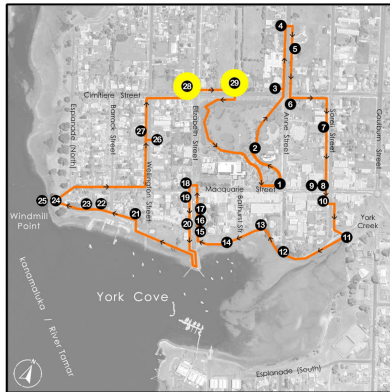 4
5
28
29
3
Cimitiere Street
6
Esplanade (North)
Barrack Street
Elizabeth Street
Anne Street
Sorell Street
Goulburn Street
7
27
26
2
Wellington Street
18
Macquarie Street
1
9
8
25
24
19
10
Windmill
Point
23
22
21
17
Bathurst Str
York
Creek
20
16
13
15
14
11
12
kanamaluka / River Tamar
York Cove
Esplanade (South)